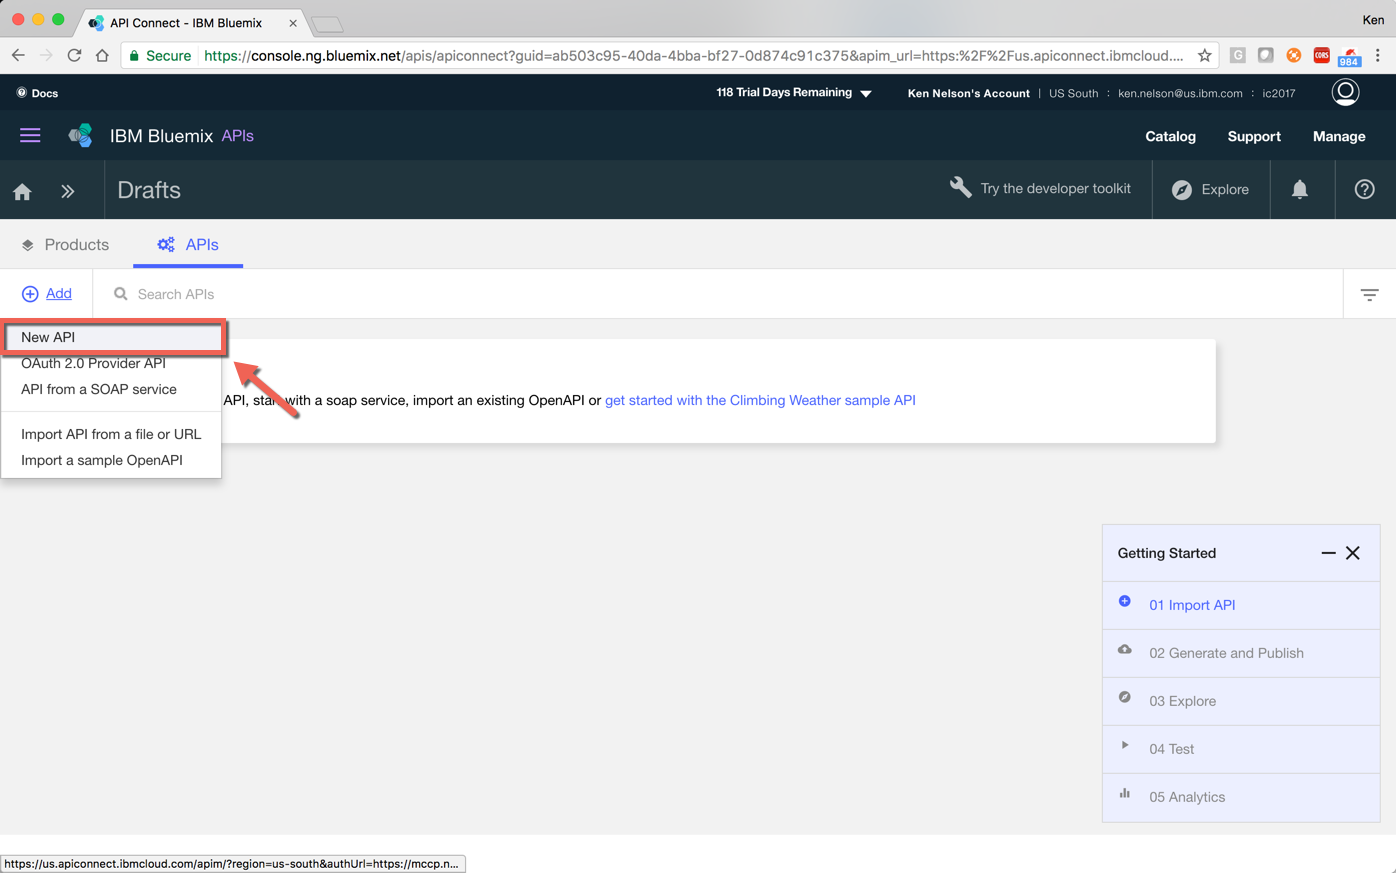 API Connect - IBM Bluemix
Ken
Secure https://console.ng.bluemix.net/apis/apiconnect?guid=ab503c95-40da-4bba-bf27-0d874c91c375&apim_url=https:%2F%2Fus.apiconnect.ibmcloud....
G
CORS
984
Docs
118 Trial Days Remaining
Ken Nelson's Account | US South : ken.nelson@us.ibm.com : ic2017
IBM Bluemix APIs
Catalog Support Manage
Drafts
Try the developer toolkit
Explore
Products
APIs
Add
Search APIs
New API
OAuth 2.0 Provider API
API from a SOAP service
Import API from a file or URL
Import a sample OpenAPI
API, start with a soap service, import an existing OpenAPI or get started with the Climbing Weather sample API
Getting Started
01 Import API
02 Generate and Publish
03 Explore
04 Test
05 Analytics
https://us.apiconnect.ibmcloud.com/apim/?region=us-south&authUrl=https://mccp.n...